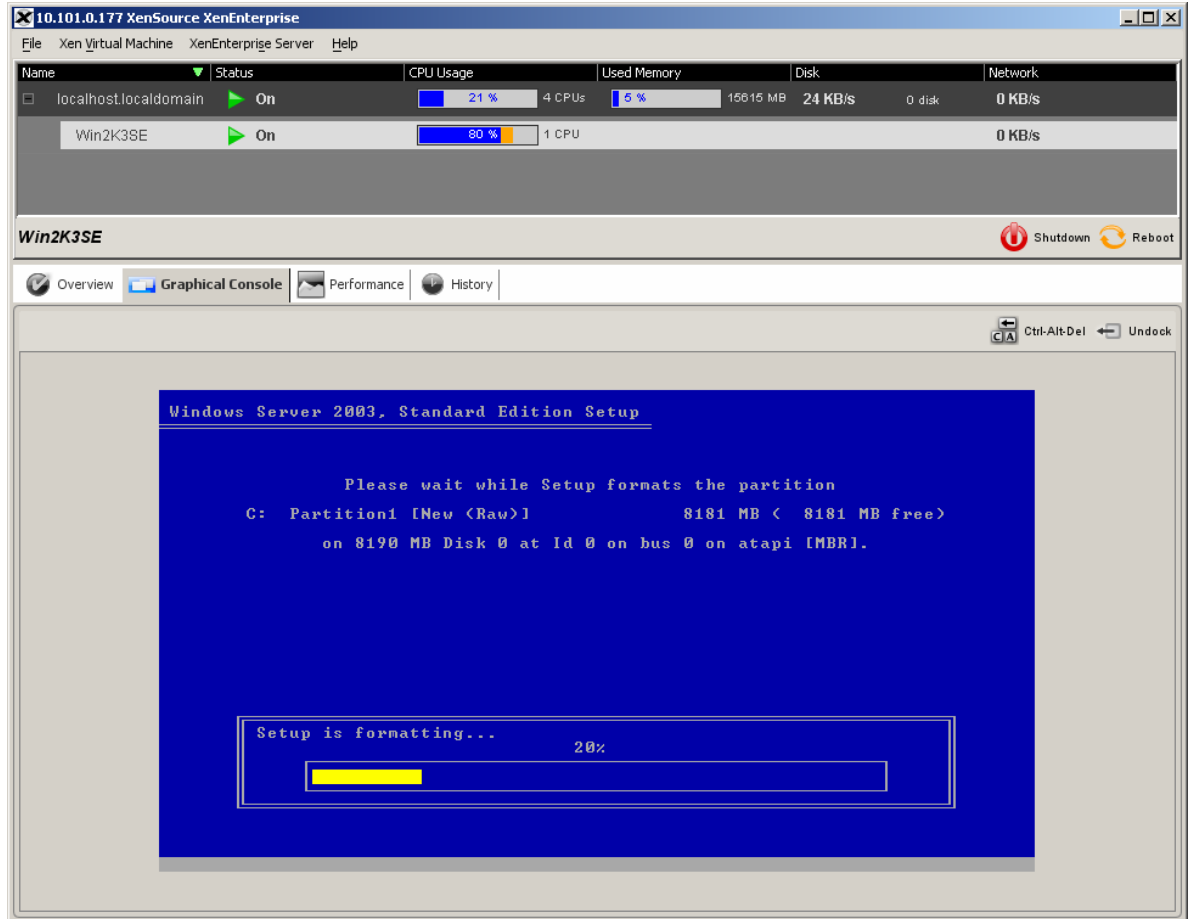 10.101.0.177 XenSource XenEnterprise
File Xen Virtual Machine XenEnterprise Server Help
Name Status CPU Usage Used Memory Disk Network
localhost.localdomain On 21 % 4 CPUs 5 % 15615 MB 24 KB/s 0 disk 0 KB/s
Win2K3SE On 80 % 1 CPU 0 KB/s
Win2K3SE Shutdown Reboot
Overview Graphical Console Performance History
C A Ctrl-Alt-Del Undock
Windows Server 2003, Standard Edition Setup
Please wait while Setup formats the partition
C: Partition1 [New (Raw)] 8181 MB ( 8181 MB free)
on 8190 MB Disk 0 at Id 0 on bus 0 on atapi [MBR].
Setup is formatting...
20%